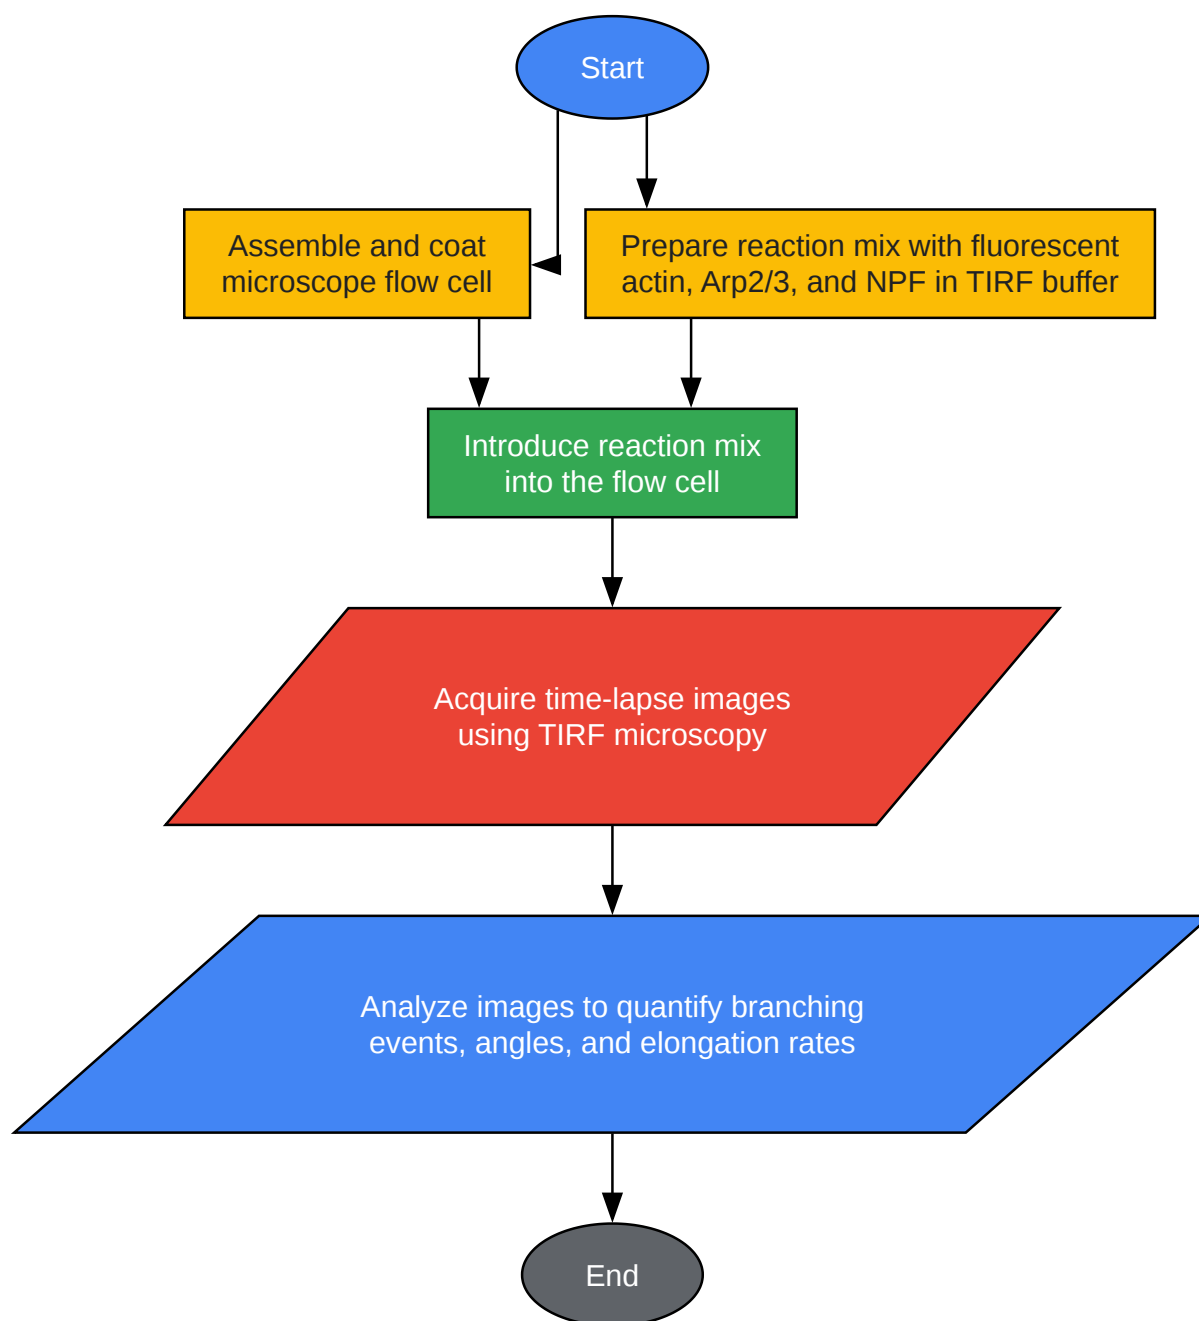 Start
Assemble and coat
microscope flow cell
Prepare reaction mix with fluorescent
actin, Arp2/3, and NPF in TIRF buffer
Introduce reaction mix
into the flow cell
Acquire time-lapse images
using TIRF microscopy
Analyze images to quantify branching
events, angles, and elongation rates
End